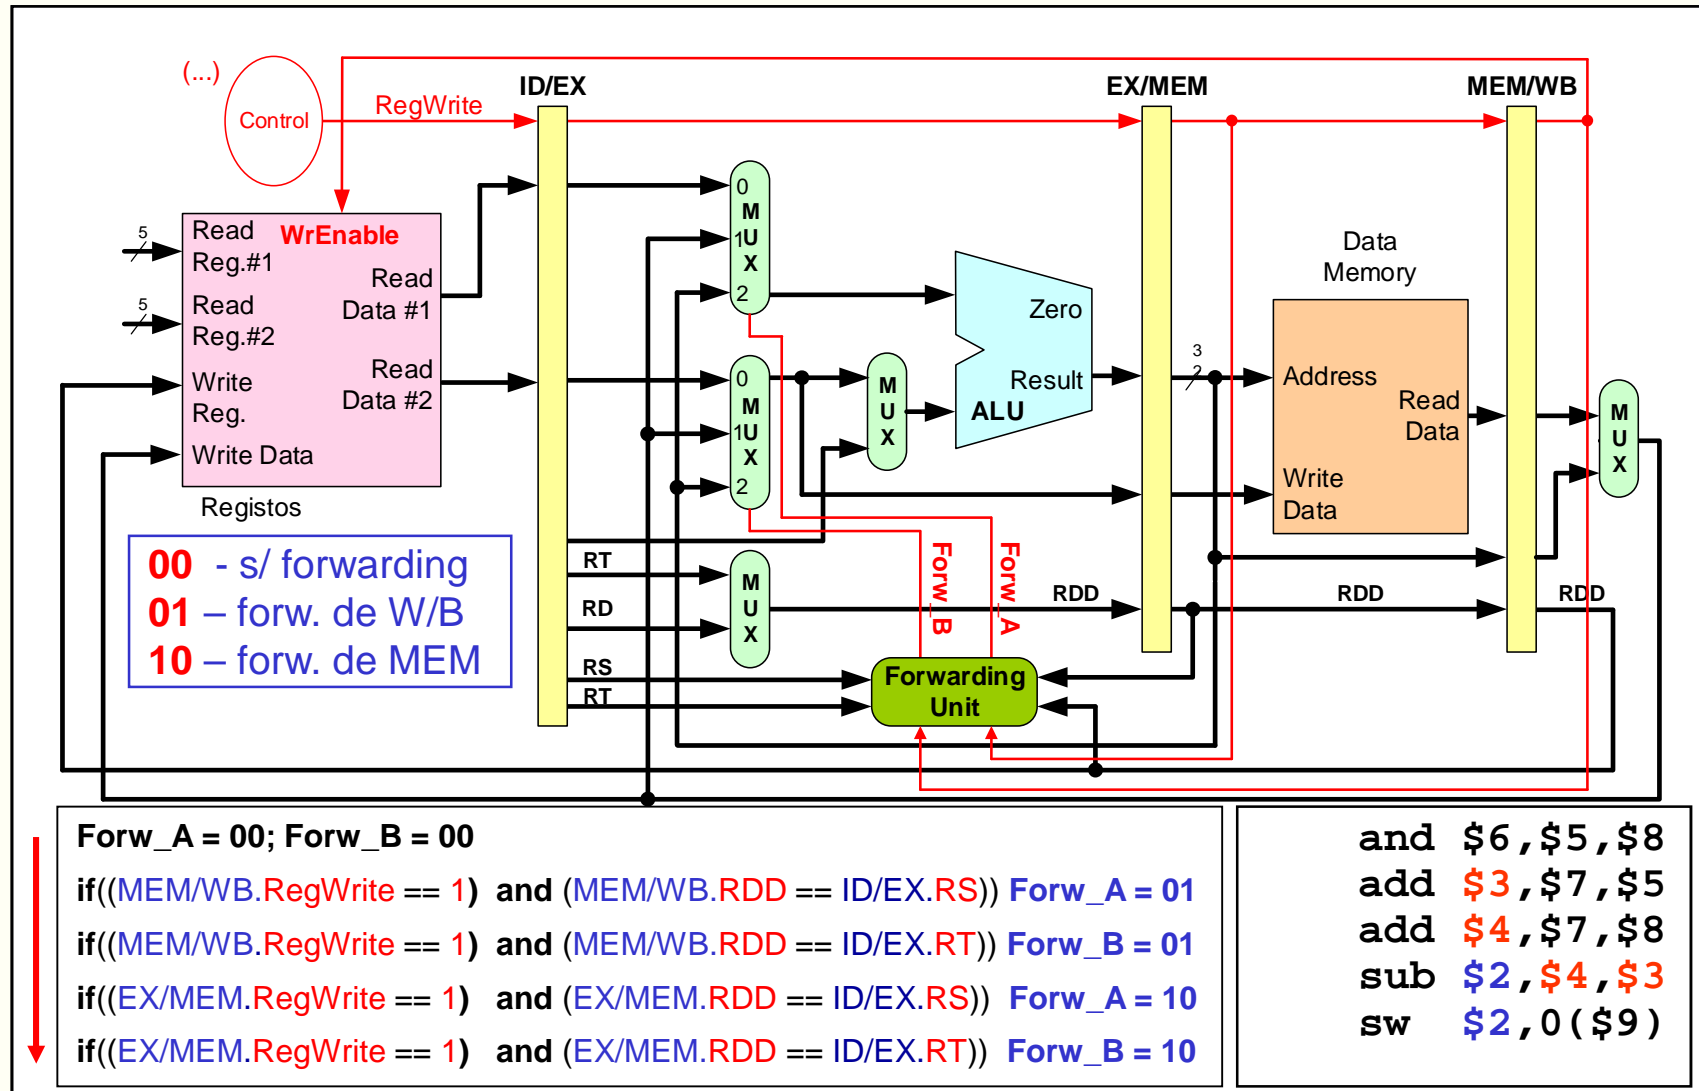 (...)
Control
RegWrite
ID/EX
EX/MEM
MEM/WB
5
Read
Reg.#1
WrEnable
Read
Data #1
5
Read
Reg.#2
Write
Reg.
Read
Data #2
Write Data
Registos
0
M
1U
X
2
0
M
1U
X
2
M
U
X
Zero
Result
ALU
3
2
Data
Memory
Address
Read
Data
Write
Data
M
U
X
00 - s/ forwarding
01 – forw. de W/B
10 – forw. de MEM
RT
RD
M
U
X
RDD
RDD
RDD
Forw_B
Forw_A
RS
RT
Forwarding
Unit
Forw_A = 00; Forw_B = 00
if((MEM/WB.RegWrite == 1) and (MEM/WB.RDD == ID/EX.RS)) Forw_A = 01
if((MEM/WB.RegWrite == 1) and (MEM/WB.RDD == ID/EX.RT)) Forw_B = 01
if((EX/MEM.RegWrite == 1) and (EX/MEM.RDD == ID/EX.RS)) Forw_A = 10
if((EX/MEM.RegWrite == 1) and (EX/MEM.RDD == ID/EX.RT)) Forw_B = 10
and $6,$5,$8
add $3,$7,$5
add $4,$7,$8
sub $2,$4,$3
sw $2,0($9)